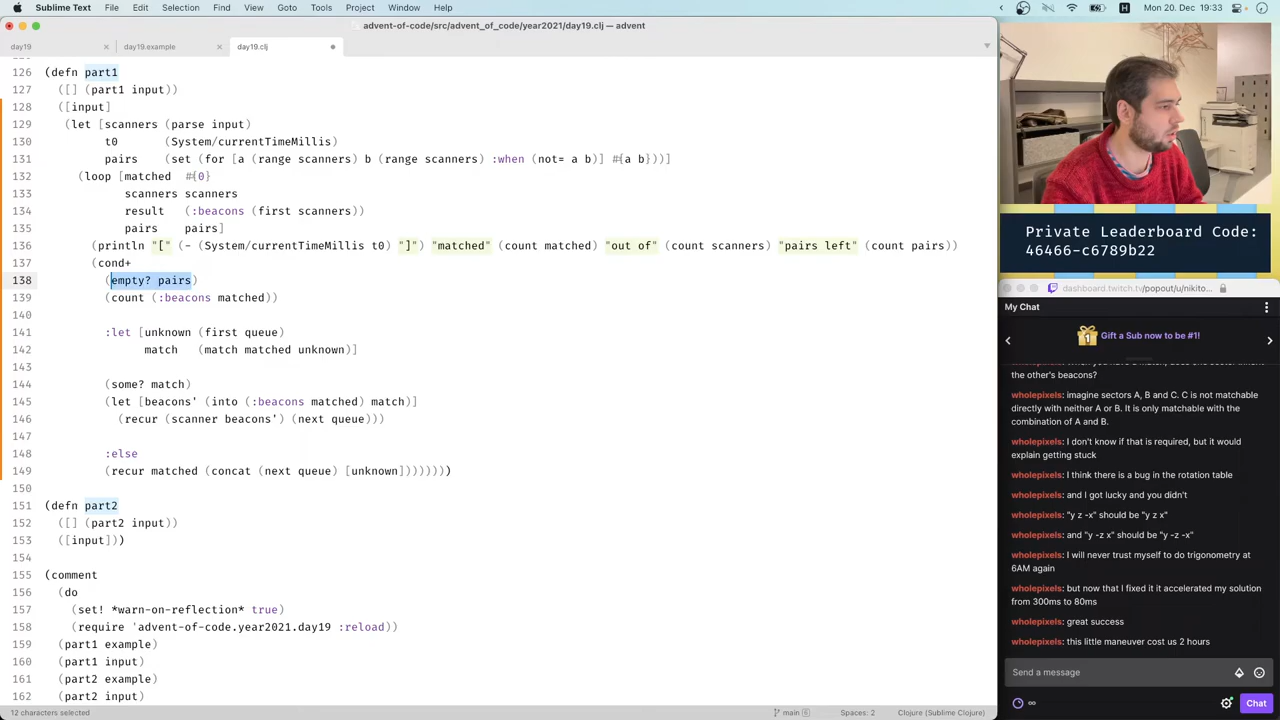 Sublime Text File Edit Selection Find View Goto Tools Project Window Help
Mon 20. Dec 19:33
advent-of-code/src/advent_of_code/year2021/day19.clj — advent
day19 day19.example day19.clj
126 (defn part1
127 ([] (part1 input))
128 ([input]
129 (let [scanners (parse input)
130 t0 (System/currentTimeMillis)
131 pairs (set (for [a (range scanners) b (range scanners) :when (not= a b)] #{a b}))]
132 (loop [matched #{0}
133 scanners scanners
134 result (:beacons (first scanners))
135 pairs pairs]
136 (println "[" (- (System/currentTimeMillis t0) "]") "matched" (count matched) "out of" (count scanners) "pairs left" (count pairs))
137 (cond+
138 (empty? pairs)
139 (count (:beacons matched))
140
141 :let [unknown (first queue)
142 match (match matched unknown)]
143
144 (some? match)
145 (let [beacons' (into (:beacons matched) match)]
146 (recur (scanner beacons') (next queue)))
147
148 :else
149 (recur matched (concat (next queue) [unknown]))))))
150
151 (defn part2
152 ([] (part2 input))
153 ([input]))
154
155 (comment
156 (do
157 (set! *warn-on-reflection* true)
158 (require 'advent-of-code.year2021.day19 :reload))
159 (part1 example)
160 (part1 input)
161 (part2 example)
162 (part2 input)
12 characters selected
main 6
Spaces: 2
Clojure (Sublime Clojure)
Private Leaderboard Code:
46466-c6789b22
dashboard.twitch.tv/popout/u/nikito...
My Chat
1 Gift a Sub now to be #1!
the other's beacons?
wholepixels: imagine sectors A, B and C. C is not matchable
directly with neither A or B. It is only matchable with the
combination of A and B.
wholepixels: I don't know if that is required, but it would
explain getting stuck
wholepixels: I think there is a bug in the rotation table
wholepixels: and I got lucky and you didn't
wholepixels: "y z -x" should be "y z x"
wholepixels: and "y -z x" should be "y -z -x"
wholepixels: I will never trust myself to do trigonometry at
6AM again
wholepixels: but now that I fixed it it accelerated my solution
from 300ms to 80ms
wholepixels: great success
wholepixels: this little maneuver cost us 2 hours
Send a message
∞
Chat